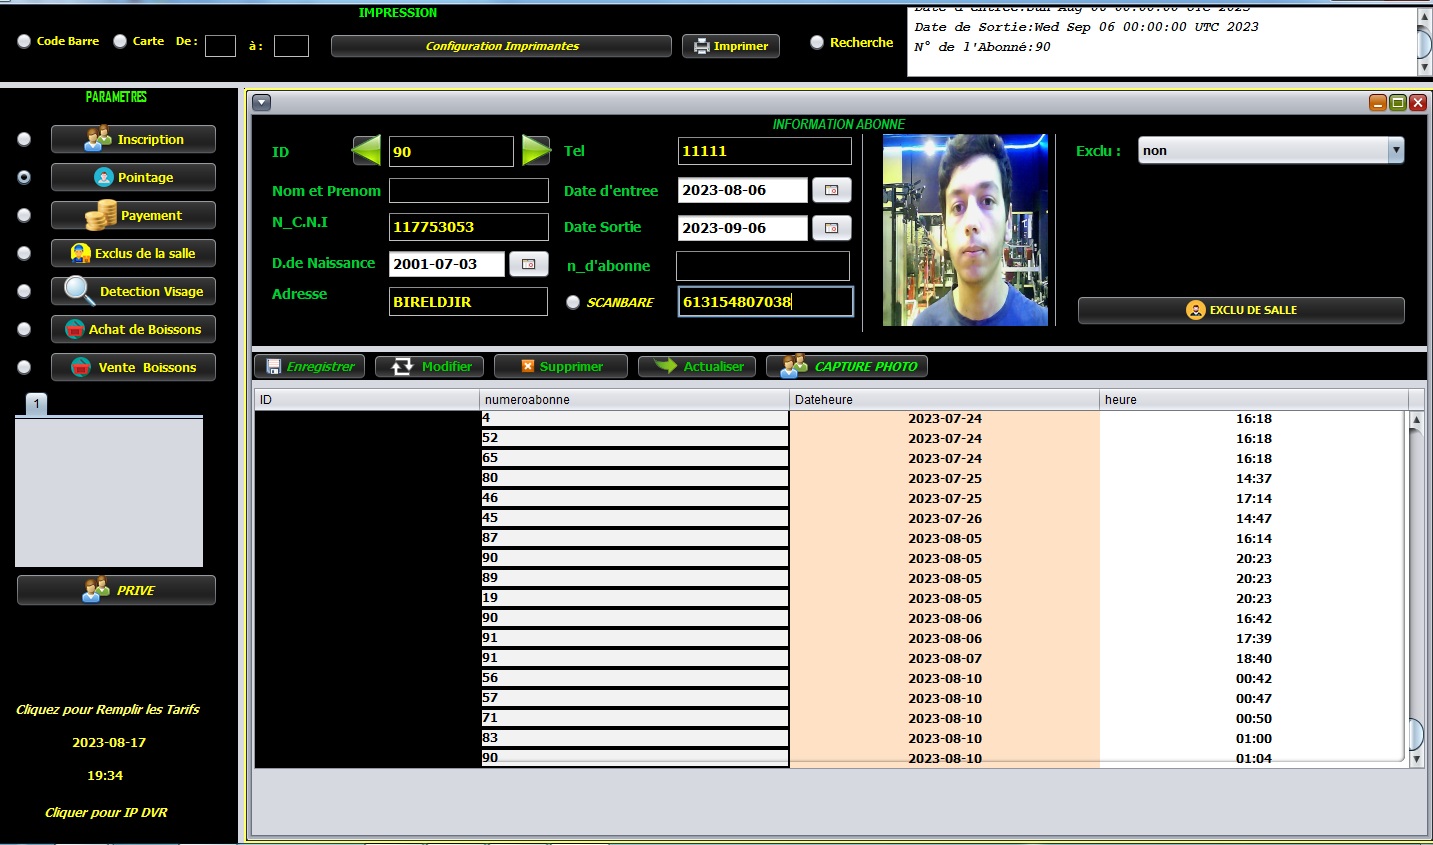 IMPRESSION
Code Barre Carte De : à : Configuration Imprimantes Imprimer Recherche
Date de Sortie:Wed Sep 06 00:00:00 UTC 2023
N° de l'Abonné:90
PARAMETRES
Inscription
Pointage
Payement
Exclus de la salle
Detection Visage
Achat de Boissons
Vente Boissons
1
PRIVE
Cliquez pour Remplir les Tarifs
2023-08-17
19:34
Cliquer pour IP DVR
INFORMATION ABONNE
ID 90 Tel 11111 Exclu : non
Nom et Prenom Date d'entree 2023-08-06
N_C.N.I 117753053 Date Sortie 2023-09-06
D.de Naissance 2001-07-03 n_d'abonne
Adresse BIRELDJIR SCANBARE 613154807038 EXCLU DE SALLE
Enregistrer Modifier Supprimer Actualiser CAPTURE PHOTO
ID numeroabonne Dateheure heure
4 2023-07-24 16:18
52 2023-07-24 16:18
65 2023-07-24 16:18
80 2023-07-25 14:37
46 2023-07-25 17:14
45 2023-07-26 14:47
87 2023-08-05 16:14
90 2023-08-05 20:23
89 2023-08-05 20:23
19 2023-08-05 20:23
90 2023-08-06 16:42
91 2023-08-06 17:39
91 2023-08-07 18:40
56 2023-08-10 00:42
57 2023-08-10 00:47
71 2023-08-10 00:50
83 2023-08-10 01:00
90 2023-08-10 01:04